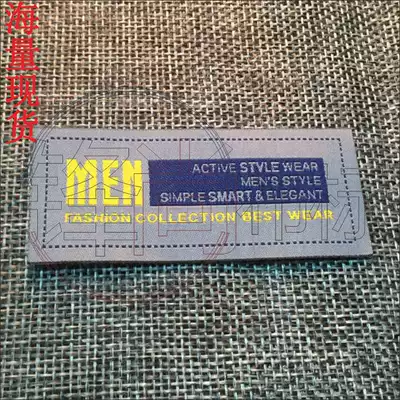 海量现货
MEN
ACTIVE STYLE WEAR
MEN'S STYLE
SIMPLE SMART & ELEGANT
FASHION COLLECTION BEST WEAR